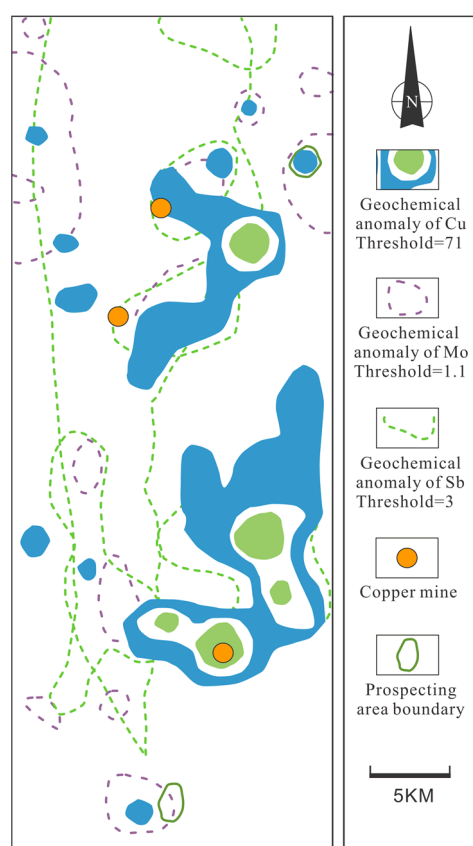 N
Geochemical
anomaly of Cu
Threshold=71
Geochemical
anomaly of Mo
Threshold=1.1
Geochemical
anomaly of Sb
Threshold=3
Copper mine
Prospecting
area boundary
5KM